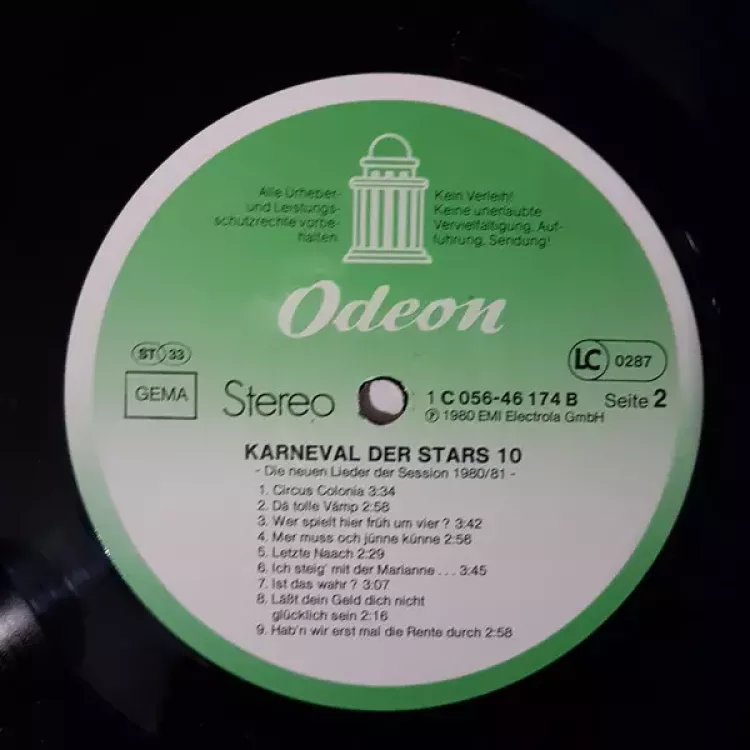 Alle Urheber-
und Leistungs-
schutzrechte vorbe-
halten.
Kein Verleih!
Keine unerlaubte
Vervielfältigung, Auf-
führung, Sendung!
Odeon
ST 33
GEMA
Stereo
LC 0287
1 C 056-46 174 B Seite 2
Ⓟ 1980 EMI Electrola GmbH
KARNEVAL DER STARS 10
- Die neuen Lieder der Session 1980/81 -
1. Circus Colonia 3:34
2. Dä tolle Vämp 2:58
3. Wer spielt hier früh um vier ? 3:42
4. Mer muss och jünne künne 2:56
5. Letzte Naach 2:29
6. Ich steig' mit der Marianne . . . 3:45
7. Ist das wahr ? 3:07
8. Läßt dein Geld dich nicht
glücklich sein 2:16
9. Hab'n wir erst mal die Rente durch 2:58